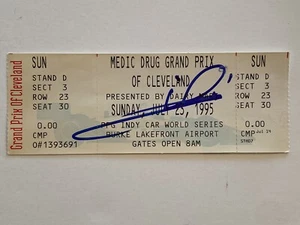 Grand Prix Of Cleveland
SUN
STAND D
SECT 3
ROW 23
SEAT 30
0.00
CMP
O#1393691
MEDIC DRUG GRAND PRIX
OF CLEVELAND
PRESENTED BY DAIRY
SUNDAY, JULY 23, 1995
PPG INDY CAR WORLD SERIES
BURKE LAKEFRONT AIRPORT
GATES OPEN 8AM
SUN
STAND D
SECT 3
ROW 23
SEAT 30
0.00
CMP